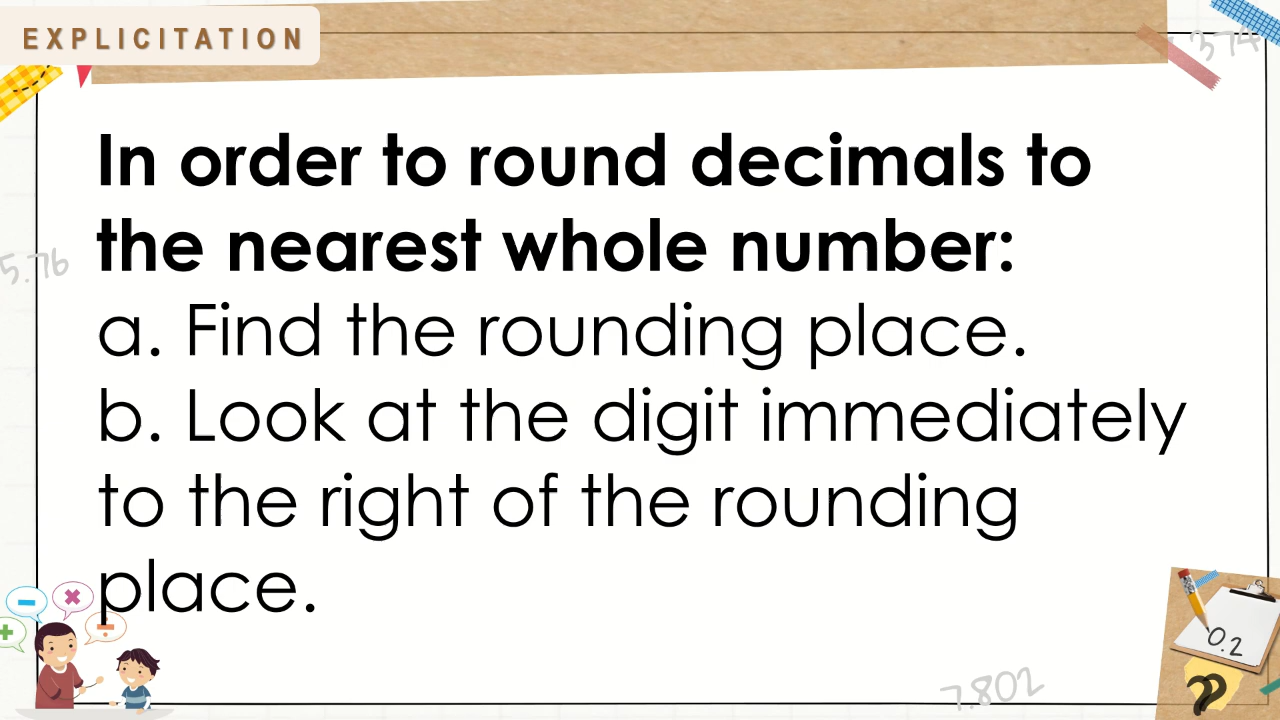 EXPLICITATION
374
In order to round decimals to
the nearest whole number:
5.76
a. Find the rounding place.
b. Look at the digit immediately
to the right of the rounding
place.
0.2
7.802